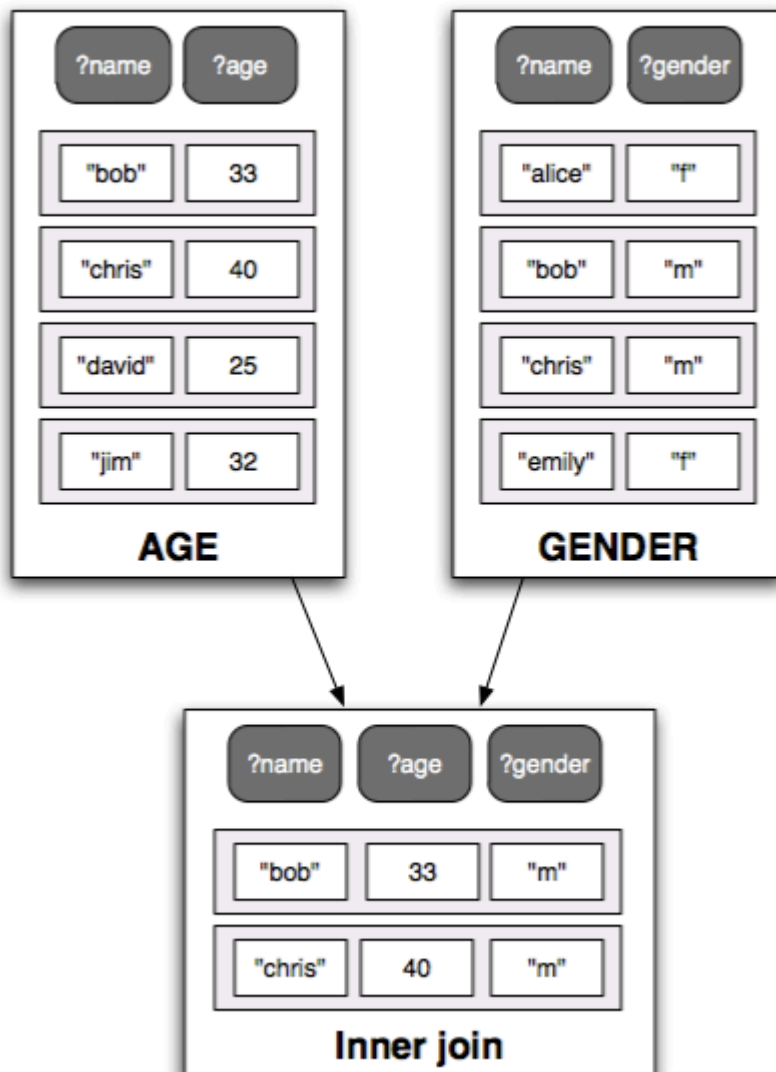 ?name ?age
"bob" 33
"chris" 40
"david" 25
"jim" 32
AGE
?name ?gender
"alice" "f"
"bob" "m"
"chris" "m"
"emily" "f"
GENDER
?name ?age ?gender
"bob" 33 "m"
"chris" 40 "m"
Inner join